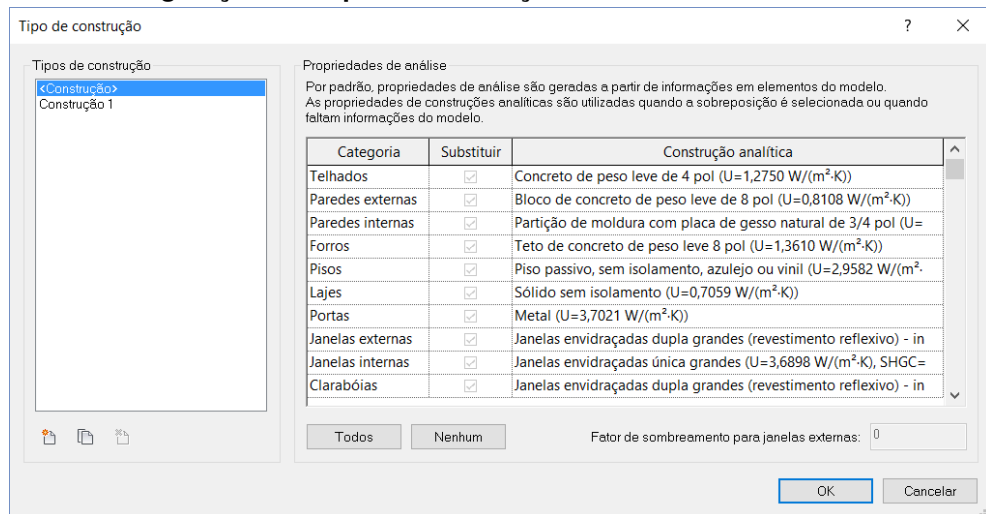 Tipo de construção
?
Tipos de construção
<Construção>
Construção 1
Propriedades de análise
Por padrão, propriedades de análise são geradas a partir de informações em elementos do modelo.
As propriedades de construções analíticas são utilizadas quando a sobreposição é selecionada ou quando
faltam informações do modelo.
Categoria Substituir Construção analítica
Telhados Concreto de peso leve de 4 pol (U=1,2750 W/(m²·K))
Paredes externas Bloco de concreto de peso leve de 8 pol (U=0,8108 W/(m²·K))
Paredes internas Partição de moldura com placa de gesso natural de 3/4 pol (U=
Forros Teto de concreto de peso leve 8 pol (U=1,3610 W/(m²·K))
Pisos Piso passivo, sem isolamento, azulejo ou vinil (U=2,9582 W/(m²·
Lajes Sólido sem isolamento (U=0,7059 W/(m²·K))
Portas Metal (U=3,7021 W/(m²·K))
Janelas externas Janelas envidraçadas dupla grandes (revestimento reflexivo) - in
Janelas internas Janelas envidraçadas única grandes (U=3,6898 W/(m²·K), SHGC=
Clarabóias Janelas envidraçadas dupla grandes (revestimento reflexivo) - in
Todos Nenhum Fator de sombreamento para janelas externas: 0
OK Cancelar